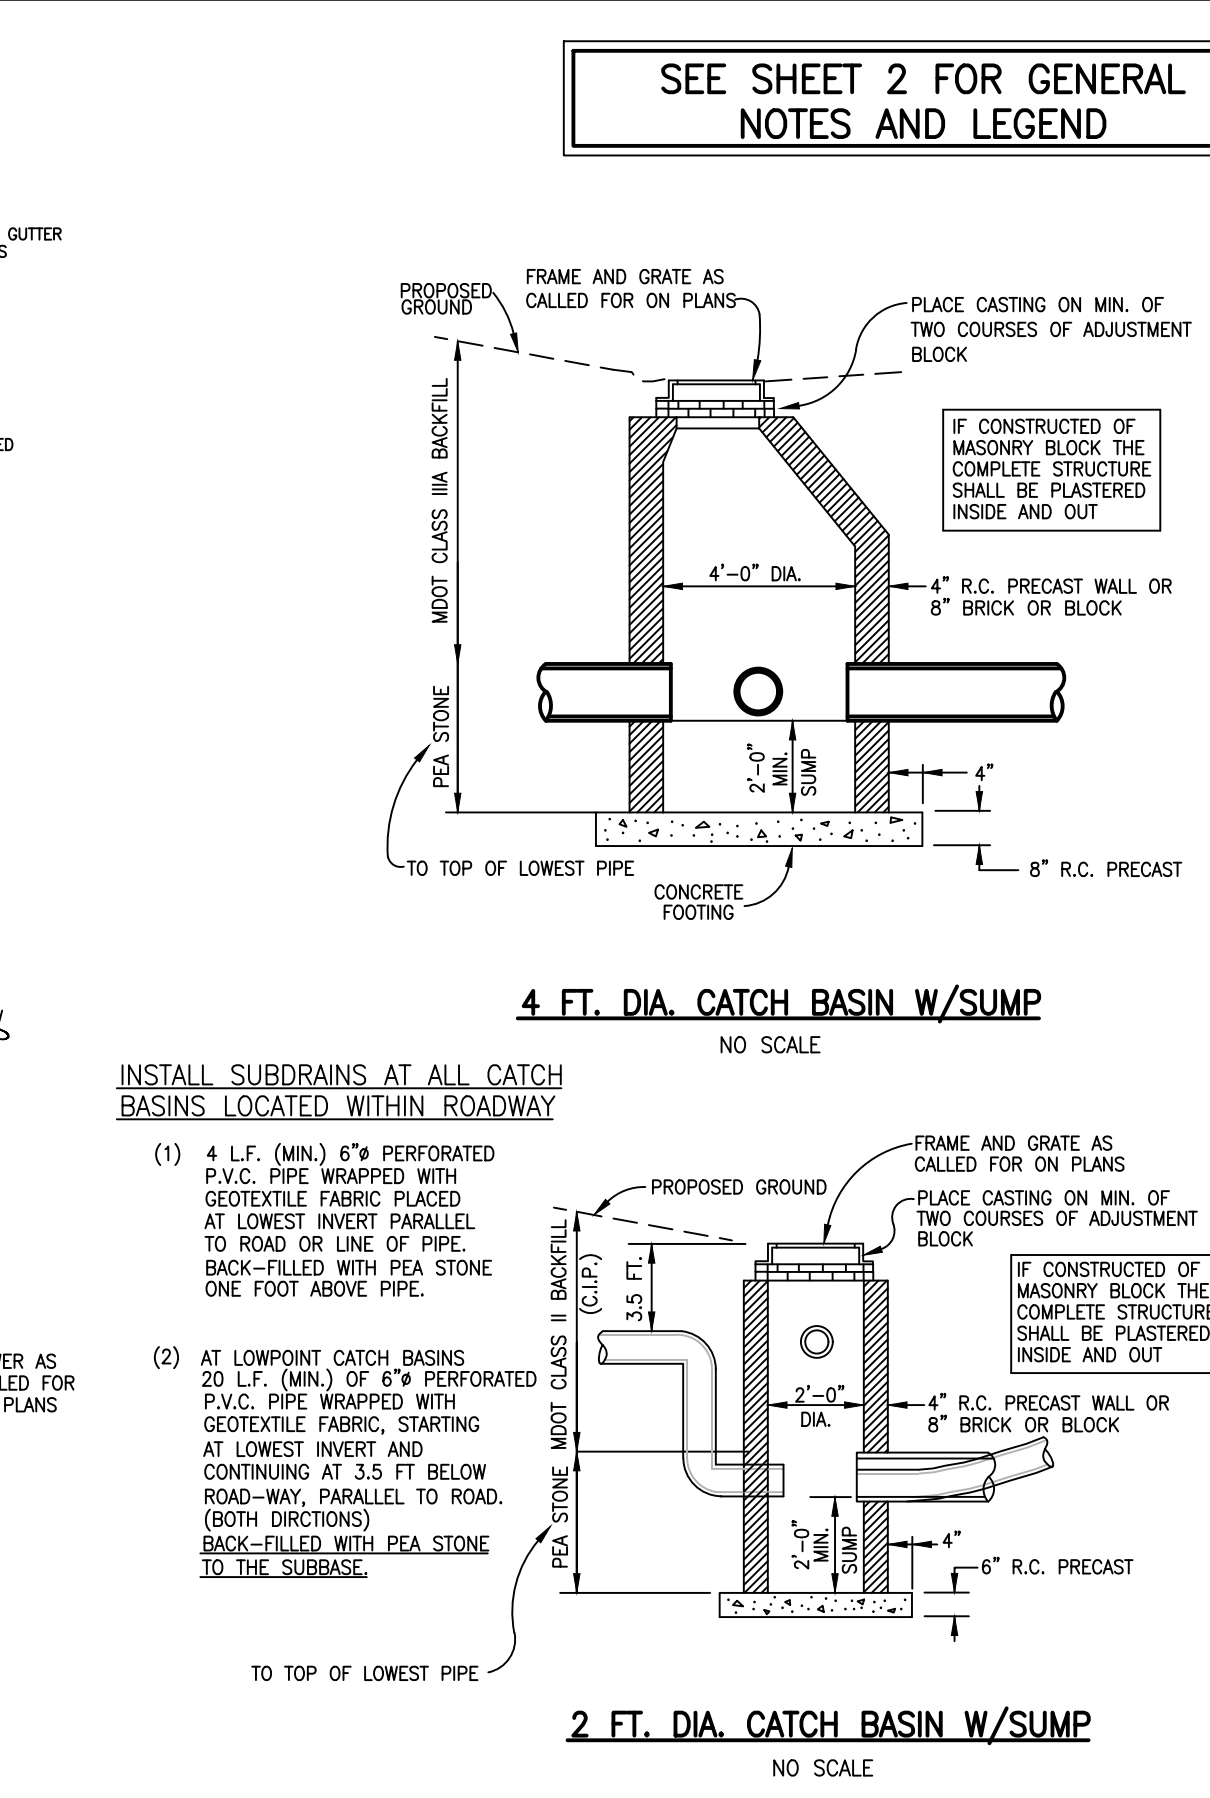 SEE SHEET 2 FOR GENERAL
NOTES AND LEGEND
GUTTER
PROPOSED
GROUND
FRAME AND GRATE AS
CALLED FOR ON PLANS
PLACE CASTING ON MIN. OF
TWO COURSES OF ADJUSTMENT
BLOCK
MDOT CLASS IIIA BACKFILL
IF CONSTRUCTED OF
MASONRY BLOCK THE
COMPLETE STRUCTURE
SHALL BE PLASTERED
INSIDE AND OUT
4'-0" DIA.
4" R.C. PRECAST WALL OR
8" BRICK OR BLOCK
PEA STONE
2'-0"
MIN.
SUMP
4"
TO TOP OF LOWEST PIPE
8" R.C. PRECAST
CONCRETE
FOOTING
4 FT. DIA. CATCH BASIN W/SUMP
NO SCALE
INSTALL SUBDRAINS AT ALL CATCH
BASINS LOCATED WITHIN ROADWAY
(1) 4 L.F. (MIN.) 6"ø PERFORATED
P.V.C. PIPE WRAPPED WITH
GEOTEXTILE FABRIC PLACED
AT LOWEST INVERT PARALLEL
TO ROAD OR LINE OF PIPE.
BACK-FILLED WITH PEA STONE
ONE FOOT ABOVE PIPE.
(2) AT LOWPOINT CATCH BASINS
20 L.F. (MIN.) OF 6"ø PERFORATED
P.V.C. PIPE WRAPPED WITH
GEOTEXTILE FABRIC, STARTING
AT LOWEST INVERT AND
CONTINUING AT 3.5 FT BELOW
ROAD-WAY, PARALLEL TO ROAD.
(BOTH DIRCTIONS)
BACK-FILLED WITH PEA STONE
TO THE SUBBASE.
AS
FOR
PLANS
FRAME AND GRATE AS
CALLED FOR ON PLANS
PROPOSED GROUND
PLACE CASTING ON MIN. OF
TWO COURSES OF ADJUSTMENT
BLOCK
MDOT CLASS II BACKFILL
(C.I.P.)
3.5 FT.
IF CONSTRUCTED OF
MASONRY BLOCK THE
COMPLETE STRUCTURE
SHALL BE PLASTERED
INSIDE AND OUT
2'-0"
DIA.
4" R.C. PRECAST WALL OR
8" BRICK OR BLOCK
PEA STONE
2'-0"
MIN.
SUMP
4"
6" R.C. PRECAST
TO TOP OF LOWEST PIPE
2 FT. DIA. CATCH BASIN W/SUMP
NO SCALE